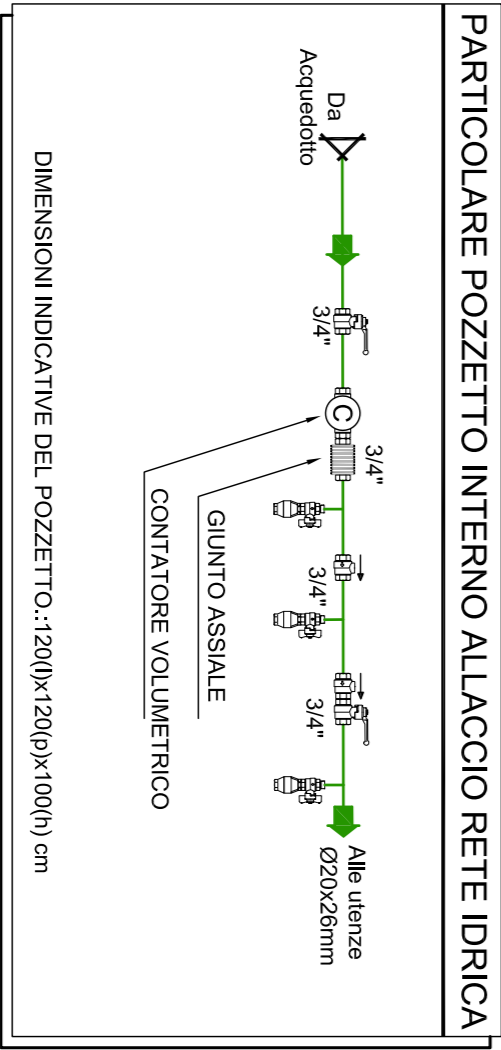 PARTICOLARE POZZETTO INTERNO ALLACCIO RETE IDRICA
Da
Acquedotto
3/4"
C
3/4"
3/4"
3/4"
Alle utenze
Ø20x26mm
GIUNTO ASSIALE
CONTATORE VOLUMETRICO
DIMENSIONI INDICATIVE DEL POZZETTO.:120(l)x120(p)x100(h) cm